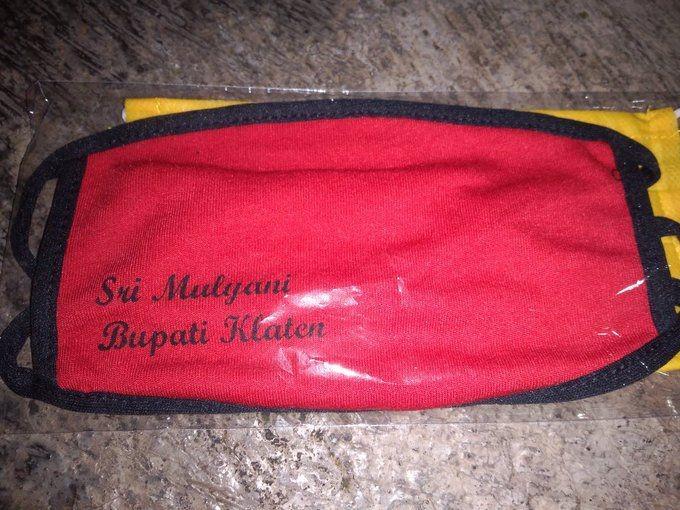 Sri Mulyani
Bupati Klaten